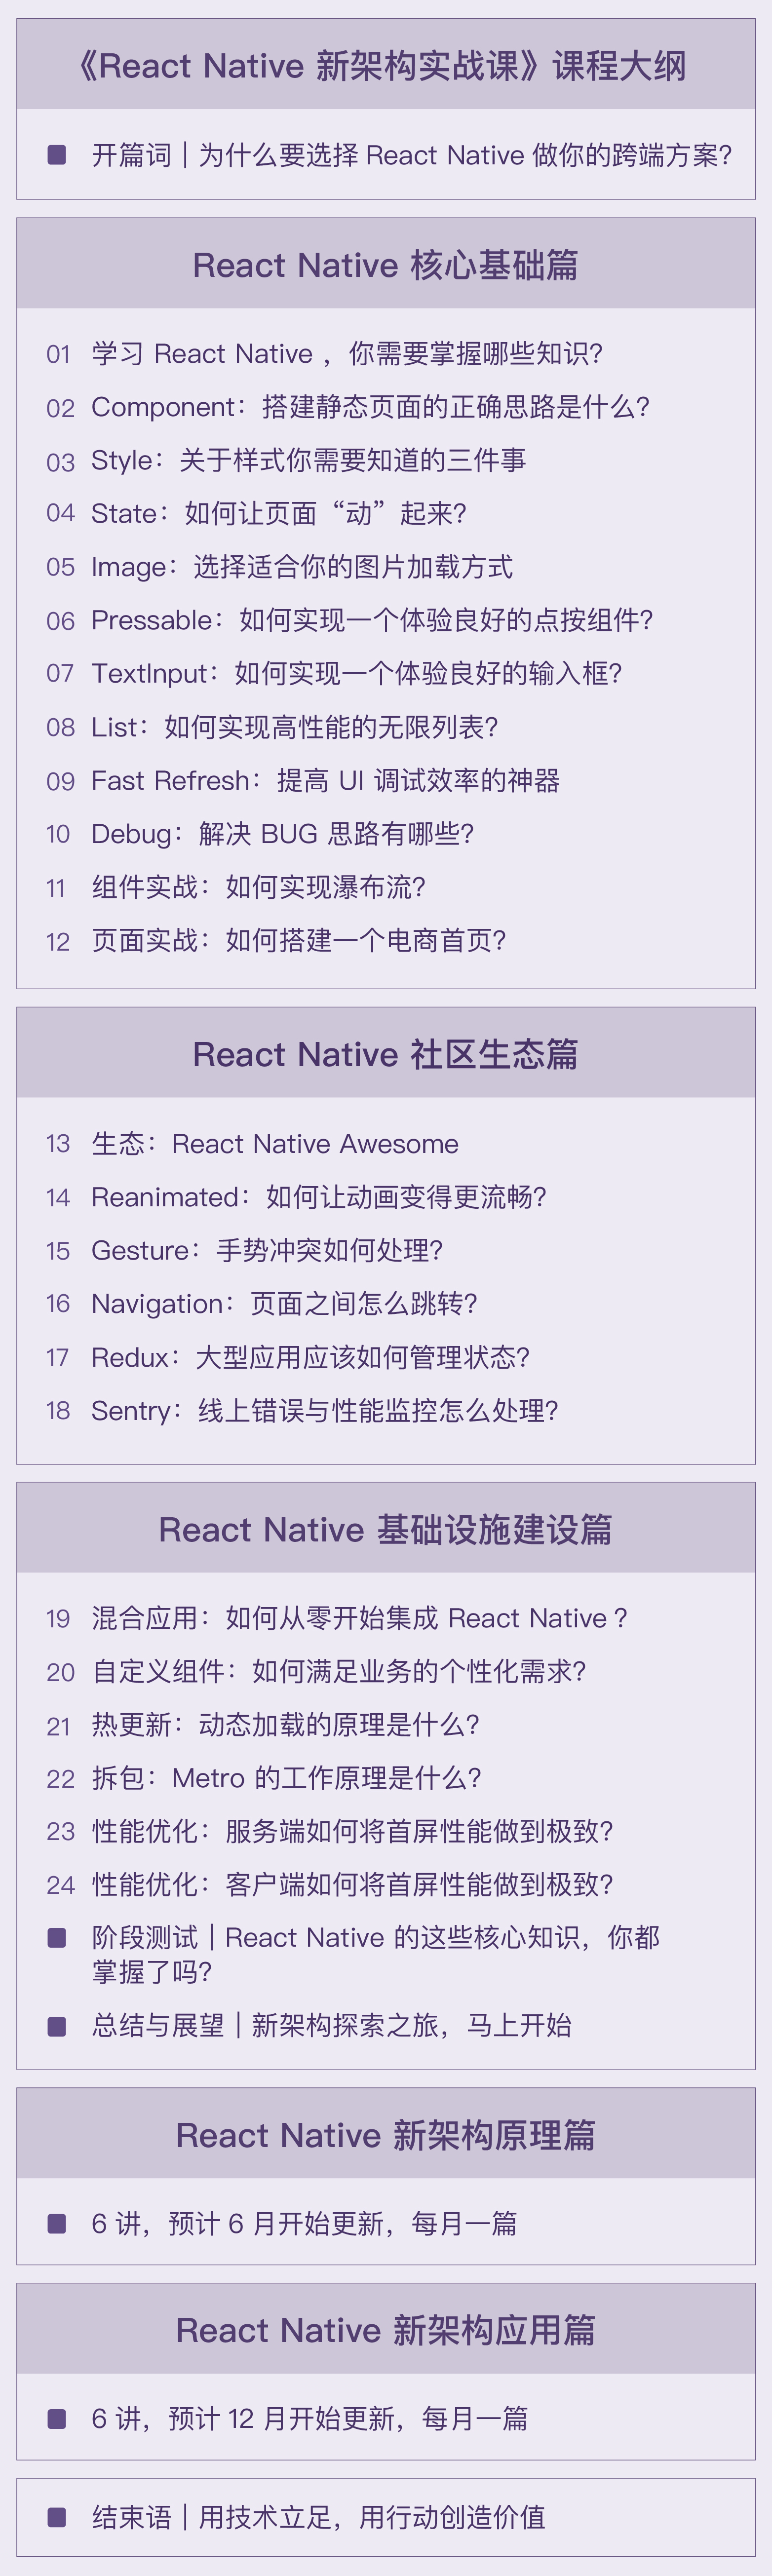 《React Native 新架构实战课》课程大纲
■ 开篇词｜为什么要选择 React Native 做你的跨端方案?
React Native 核心基础篇
01 学习 React Native ，你需要掌握哪些知识?
02 Component：搭建静态页面的正确思路是什么?
03 Style：关于样式你需要知道的三件事
04 State：如何让页面“动”起来?
05 Image：选择适合你的图片加载方式
06 Pressable：如何实现一个体验良好的点按组件?
07 TextInput：如何实现一个体验良好的输入框?
08 List：如何实现高性能的无限列表?
09 Fast Refresh：提高 UI 调试效率的神器
10 Debug：解决 BUG 思路有哪些?
11 组件实战：如何实现瀑布流?
12 页面实战：如何搭建一个电商首页?
React Native 社区生态篇
13 生态：React Native Awesome
14 Reanimated：如何让动画变得更流畅?
15 Gesture：手势冲突如何处理?
16 Navigation：页面之间怎么跳转?
17 Redux：大型应用应该如何管理状态?
18 Sentry：线上错误与性能监控怎么处理?
React Native 基础设施建设篇
19 混合应用：如何从零开始集成 React Native ?
20 自定义组件：如何满足业务的个性化需求?
21 热更新：动态加载的原理是什么?
22 拆包：Metro 的工作原理是什么?
23 性能优化：服务端如何将首屏性能做到极致?
24 性能优化：客户端如何将首屏性能做到极致?
■ 阶段测试｜React Native 的这些核心知识，你都
掌握了吗?
■ 总结与展望｜新架构探索之旅，马上开始
React Native 新架构原理篇
■ 6 讲，预计 6 月开始更新，每月一篇
React Native 新架构应用篇
■ 6 讲，预计 12 月开始更新，每月一篇
■ 结束语｜用技术立足，用行动创造价值